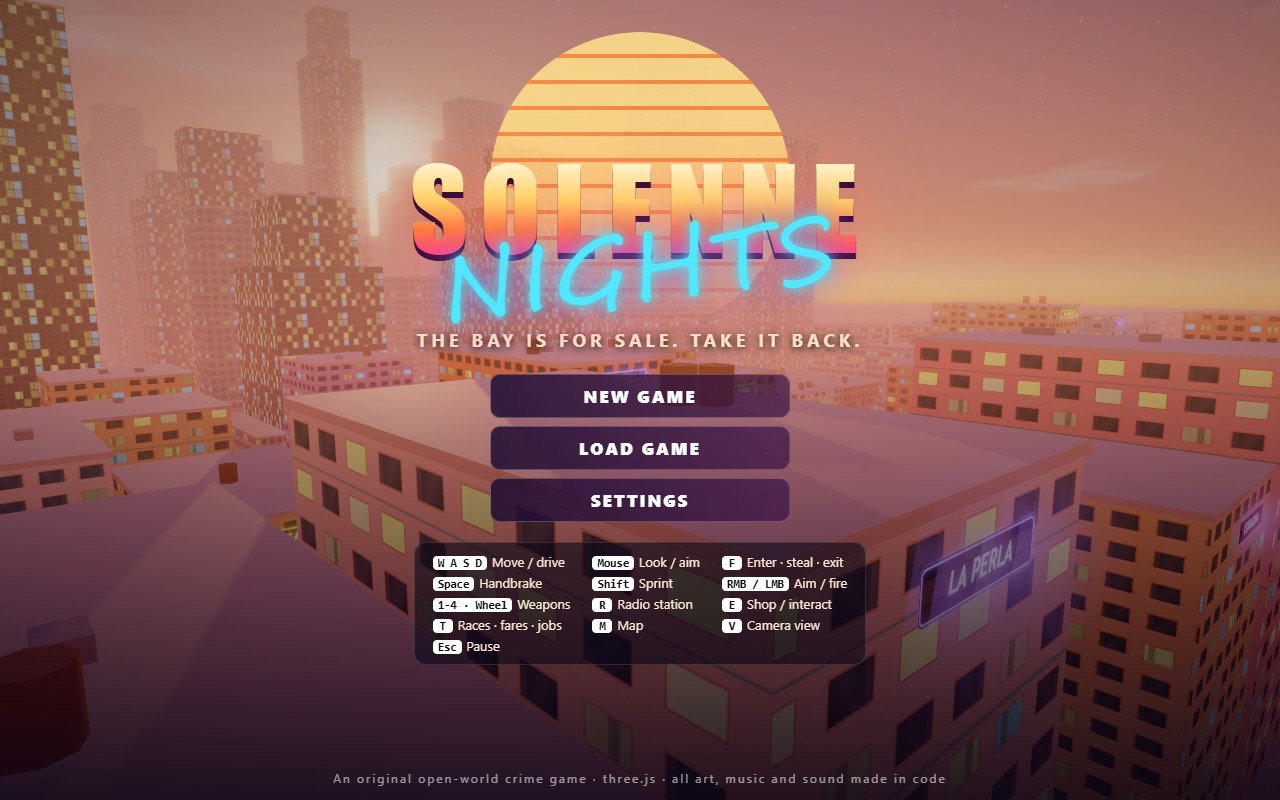 SOLENNE
NIGHTS
THE BAY IS FOR SALE. TAKE IT BACK.
NEW GAME
LOAD GAME
SETTINGS
W A S D Move / drive Mouse Look / aim F Enter · steal · exit
Space Handbrake Shift Sprint RMB / LMB Aim / fire
1-4 · Wheel Weapons R Radio station E Shop / interact
T Races · fares · jobs M Map V Camera view
Esc Pause
LA PERLA
An original open-world crime game · three.js · all art, music and sound made in code